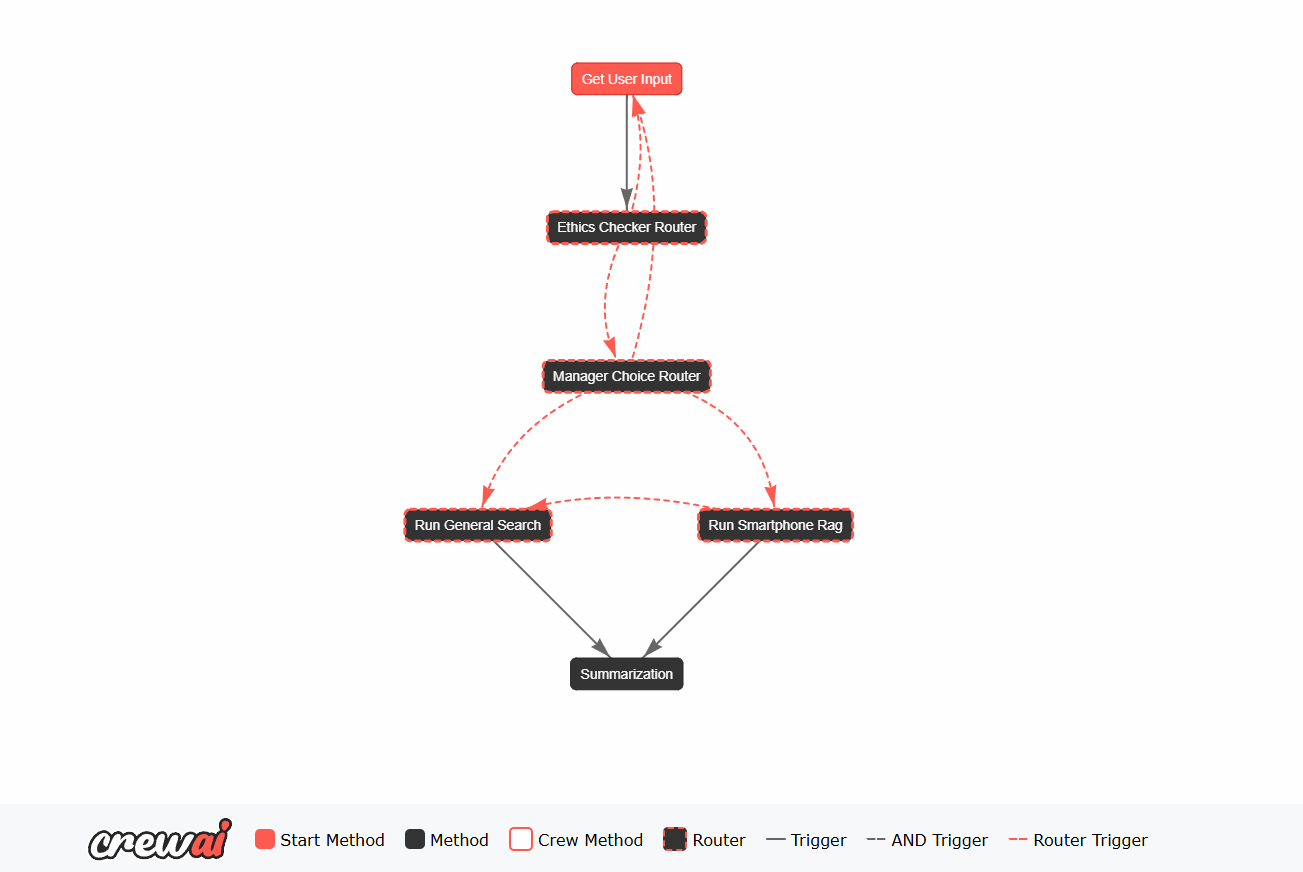 Get User Input
Ethics Checker Router
Manager Choice Router
Run General Search
Run Smartphone Rag
Summarization
crewai
Start Method
Method
Crew Method
Router
Trigger
AND Trigger
Router Trigger